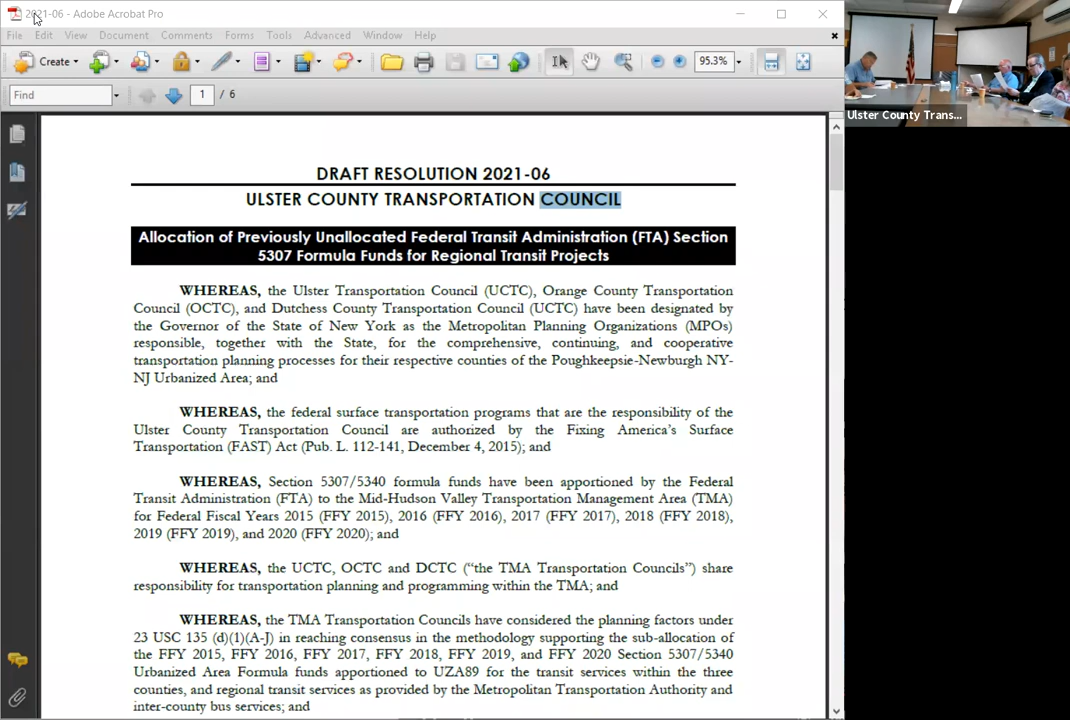 2021-06 - Adobe Acrobat Pro
File Edit View Document Comments Forms Tools Advanced Window Help
Create 95.3%
Find 1 / 6
DRAFT RESOLUTION 2021-06
ULSTER COUNTY TRANSPORTATION COUNCIL
Allocation of Previously Unallocated Federal Transit Administration (FTA) Section
5307 Formula Funds for Regional Transit Projects
WHEREAS, the Ulster Transportation Council (UCTC), Orange County Transportation
Council (OCTC), and Dutchess County Transportation Council (UCTC) have been designated by
the Governor of the State of New York as the Metropolitan Planning Organizations (MPOs)
responsible, together with the State, for the comprehensive, continuing, and cooperative
transportation planning processes for their respective counties of the Poughkeepsie-Newburgh NY-
NJ Urbanized Area; and
WHEREAS, the federal surface transportation programs that are the responsibility of the
Ulster County Transportation Council are authorized by the Fixing America's Surface
Transportation (FAST) Act (Pub. L. 112-141, December 4, 2015); and
WHEREAS, Section 5307/5340 formula funds have been apportioned by the Federal
Transit Administration (FTA) to the Mid-Hudson Valley Transportation Management Area (TMA)
for Federal Fiscal Years 2015 (FFY 2015), 2016 (FFY 2016), 2017 (FFY 2017), 2018 (FFY 2018),
2019 (FFY 2019), and 2020 (FFY 2020); and
WHEREAS, the UCTC, OCTC and DCTC ("the TMA Transportation Councils") share
responsibility for transportation planning and programming within the TMA; and
WHEREAS, the TMA Transportation Councils have considered the planning factors under
23 USC 135 (d)(1)(A-J) in reaching consensus in the methodology supporting the sub-allocation of
the FFY 2015, FFY 2016, FFY 2017, FFY 2018, FFY 2019, and FFY 2020 Section 5307/5340
Urbanized Area Formula funds apportioned to UZA89 for the transit services within the three
counties, and regional transit services as provided by the Metropolitan Transportation Authority and
inter-county bus services; and
Ulster County Trans...